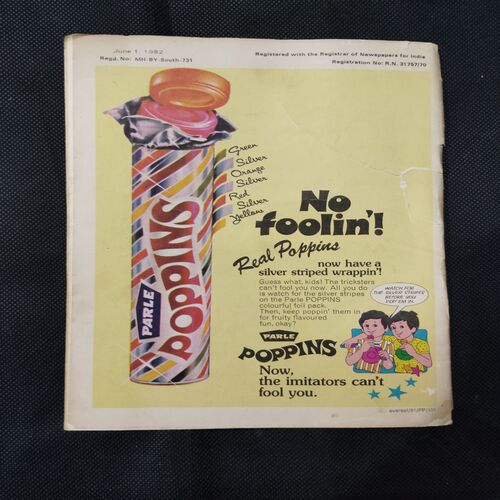 June 1, 1982
Regd. No: MH-BY-South-731
Registered with the Registrar of Newspapers for India
Registration No: R.N. 31757/70
Green
Silver
Orange
Silver
Red
Silver
Yellow
PARLE
POPPINS
No
foolin'!
Real Poppins
now have a
silver striped wrappin'!
Guess what, kids! The tricksters
can't fool you now. All you do
is watch for the silver stripes
on the Parle POPPINS
colourful foil pack.
Then, keep poppin' them in
for fruity flavoured
fun, okay?
WATCH FOR
THE SILVER STRIPES
BEFORE YOU
POP 'EM IN.
PARLE
POPPINS
Now,
the imitators can't
fool you.